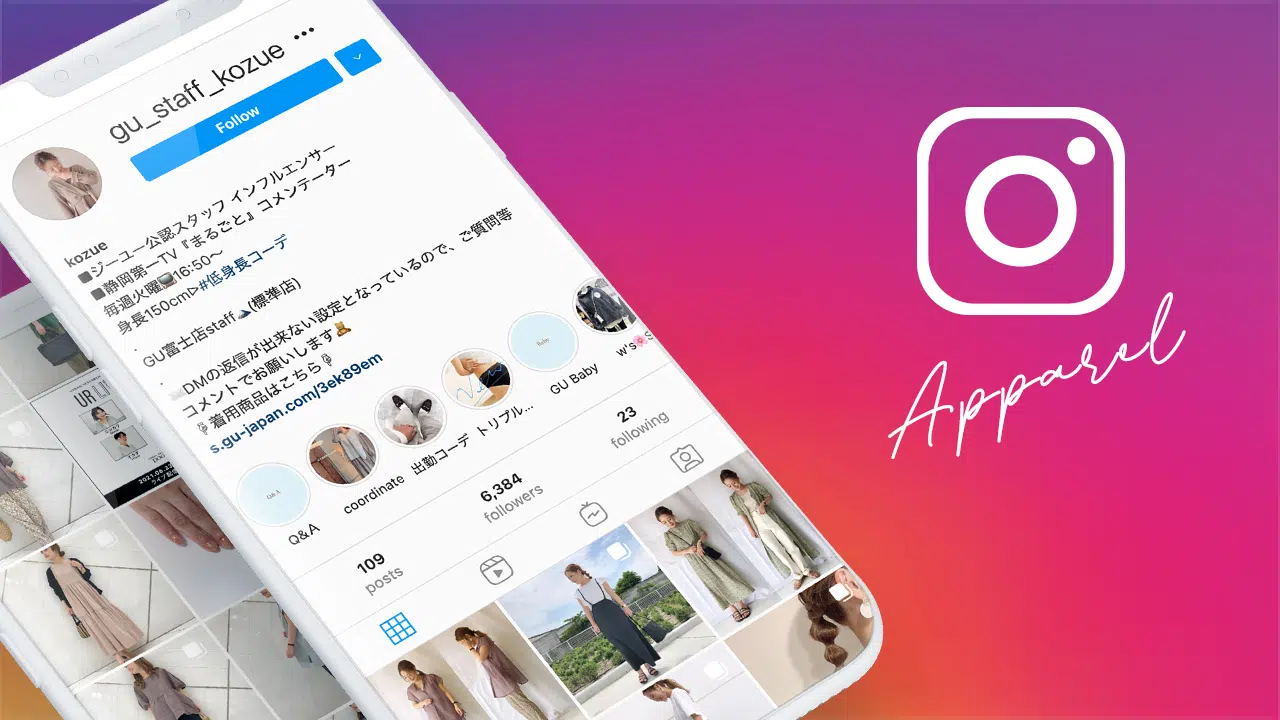 gu_staff_kozue
Follow
kozue
■ジーユー公認スタッフ インフルエンサー
■静岡第一TV『まるごと』コメンテーター
毎週火曜📺16:50〜
身長150cm▷#低身長コーデ
GU富士店staff🗻(標準店)
✉️DMの返信が出来ない設定となっているので、ご質問等
コメントでお願いします🧸
👇着用商品はこちら👇
s.gu-japan.com/3ek89em
Q&A
coordinate
出勤コーデ
トリプル...
GU Baby
Baby
w's🌸S
109
posts
6,384
followers
23
following
UR LI
2021.06.23
Apparel